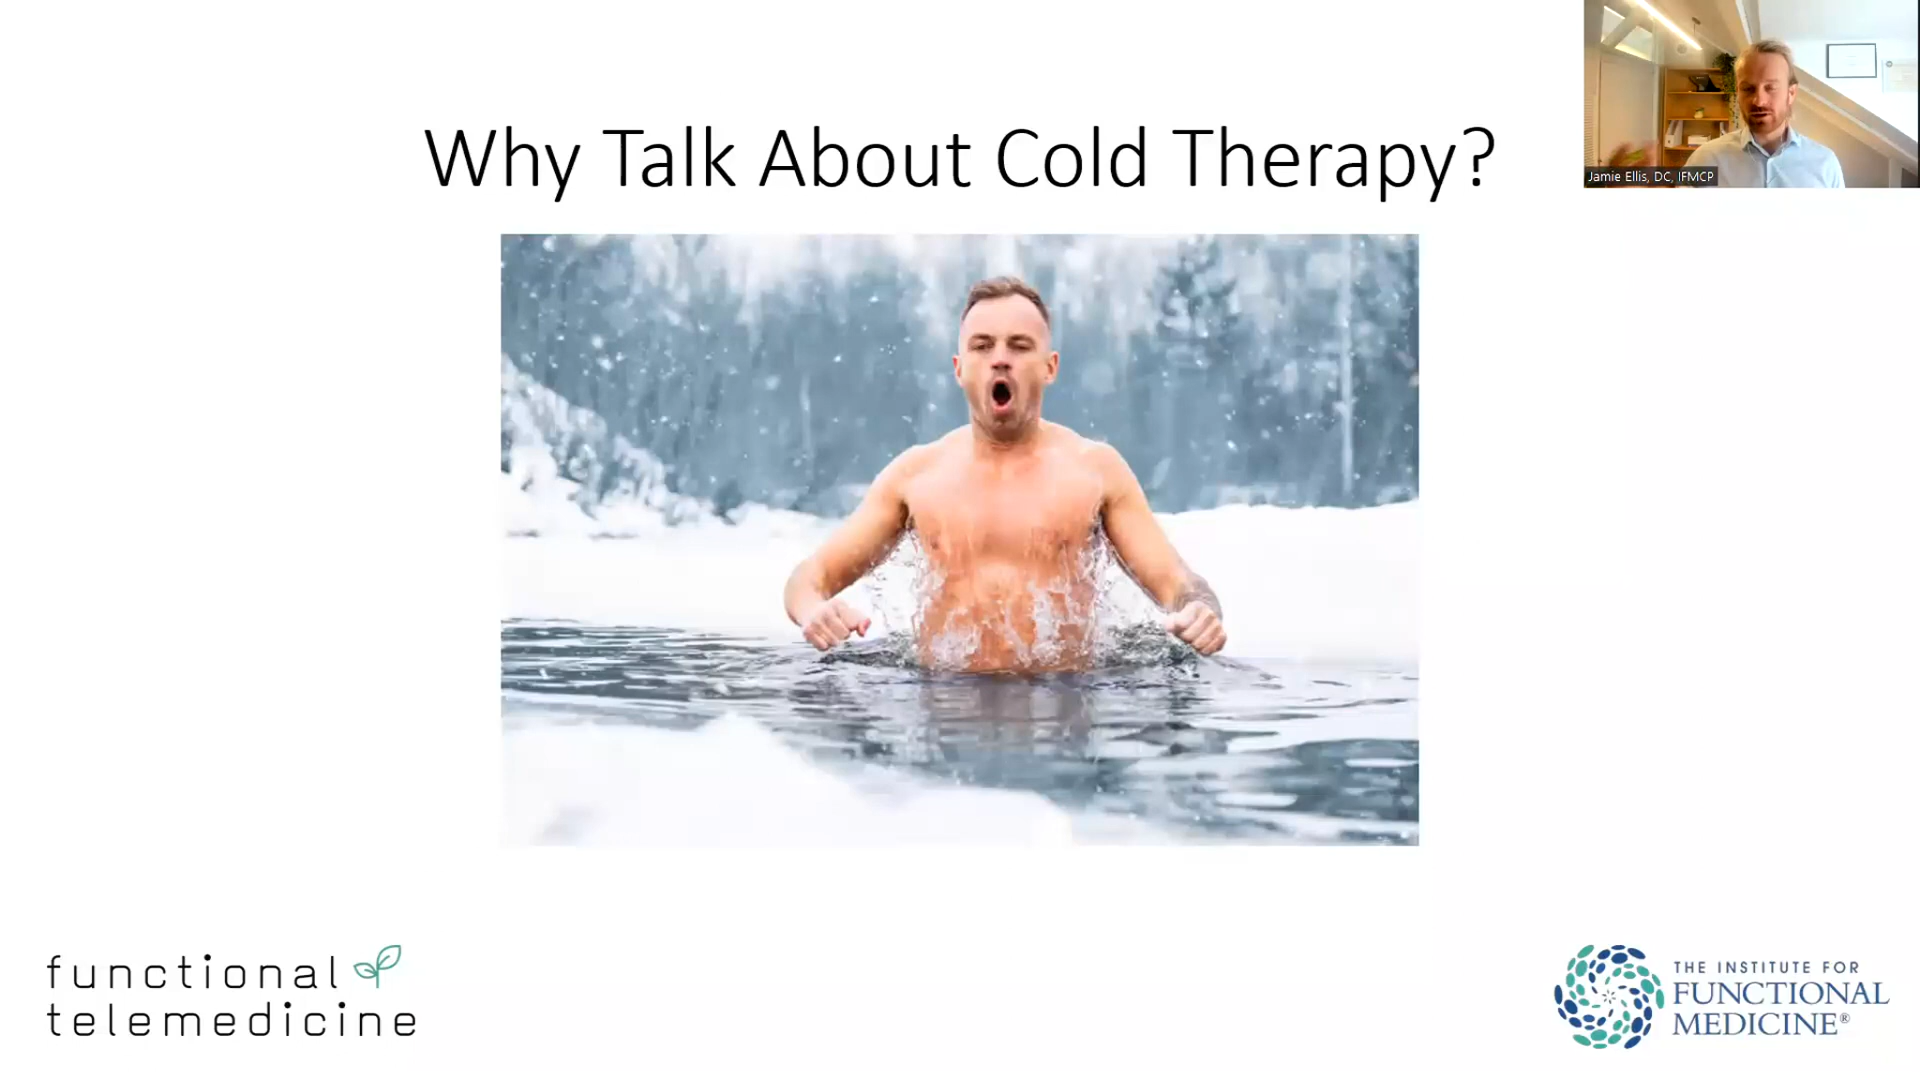 Why Talk About Cold Therapy?
Jamie Ellis, DC, IFMCP
functional
telemedicine
THE INSTITUTE FOR
FUNCTIONAL
MEDICINE®